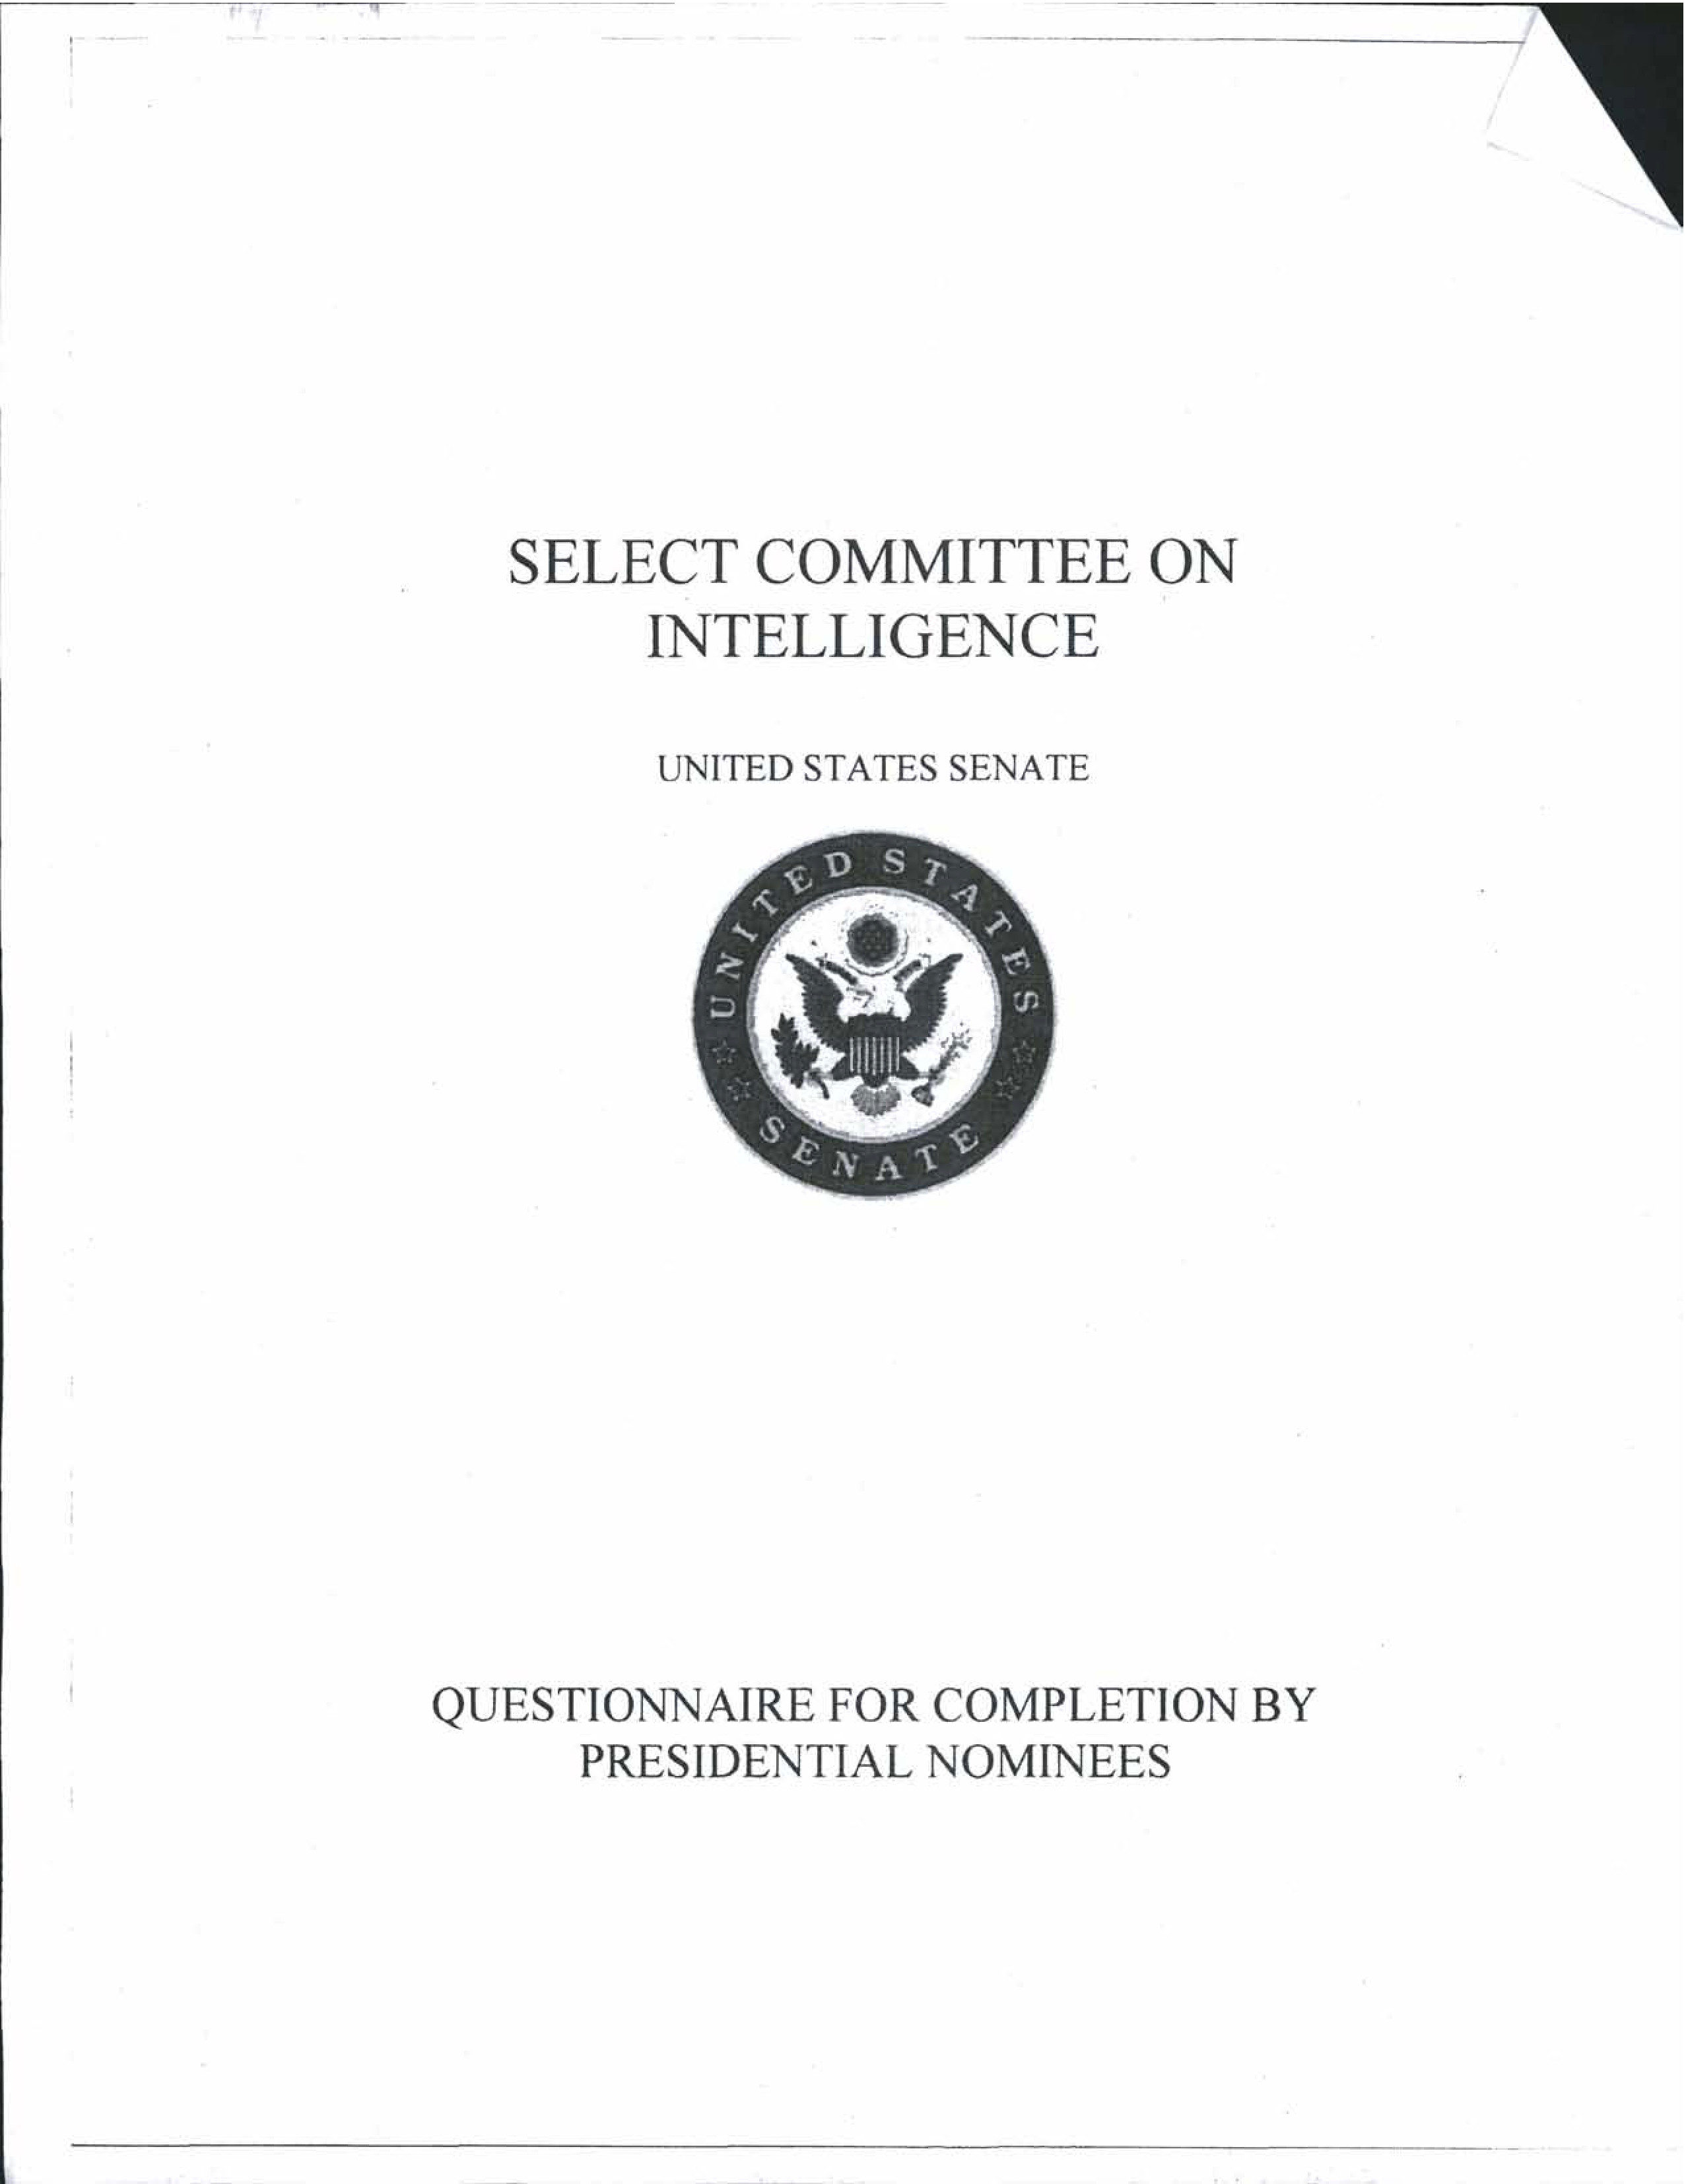 SELECT COMMITTEE ON
INTELLIGENCE
UNITED STATES SENATE
UNITED STATES
SENATE
QUESTIONNAIRE FOR COMPLETION BY
PRESIDENTIAL NOMINEES